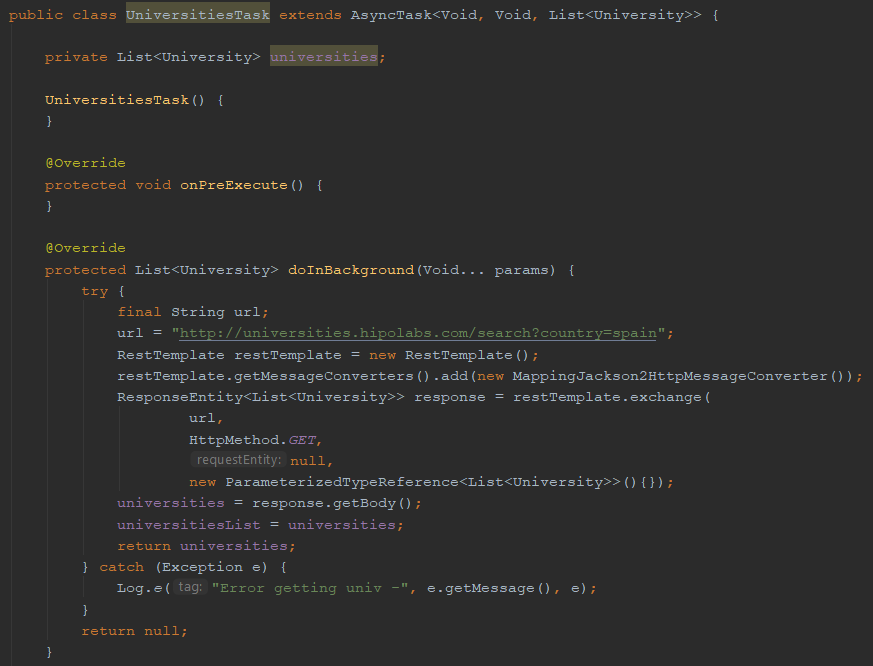 public class UniversitiesTask extends AsyncTask<Void, Void, List<University>> {
private List<University> universities;
UniversitiesTask() {
}
@Override
protected void onPreExecute() {
}
@Override
protected List<University> doInBackground(Void... params) {
try {
final String url;
url = "http://universities.hipolabs.com/search?country=spain";
RestTemplate restTemplate = new RestTemplate();
restTemplate.getMessageConverters().add(new MappingJackson2HttpMessageConverter());
ResponseEntity<List<University>> response = restTemplate.exchange(
url,
HttpMethod.GET,
requestEntity: null,
new ParameterizedTypeReference<List<University>>(){});
universities = response.getBody();
universitiesList = universities;
return universities;
} catch (Exception e) {
Log.e( tag: "Error getting univ -", e.getMessage(), e);
}
return null;
}